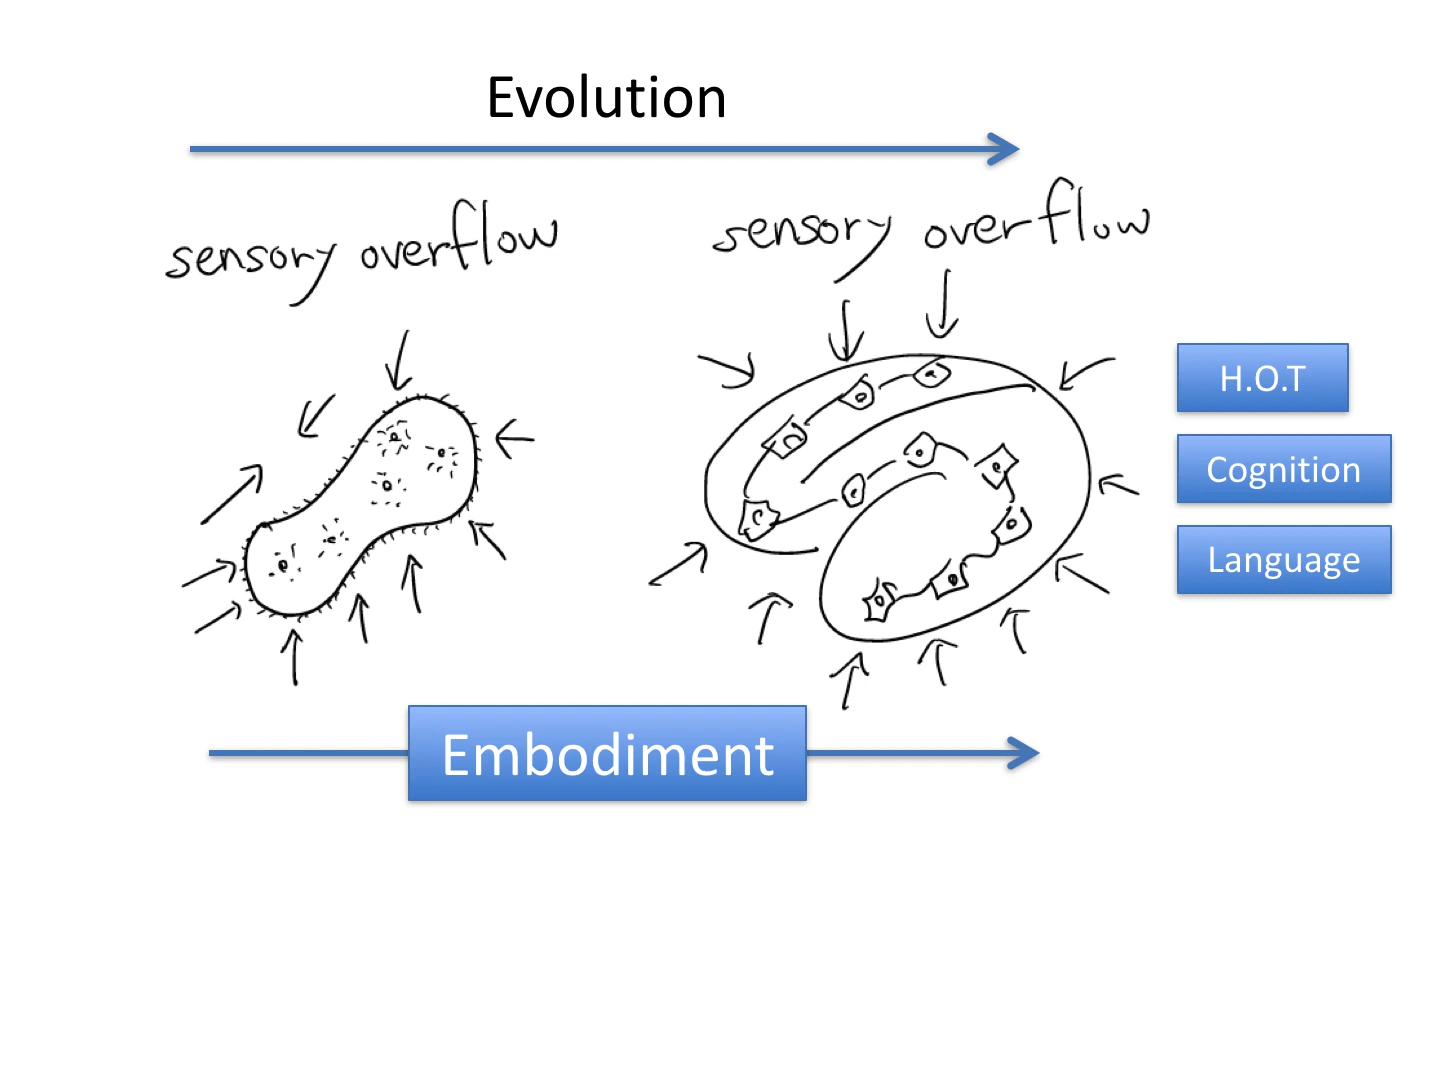 Evolution
sensory overflow
sensory overflow
H.O.T
Cognition
Language
Embodiment